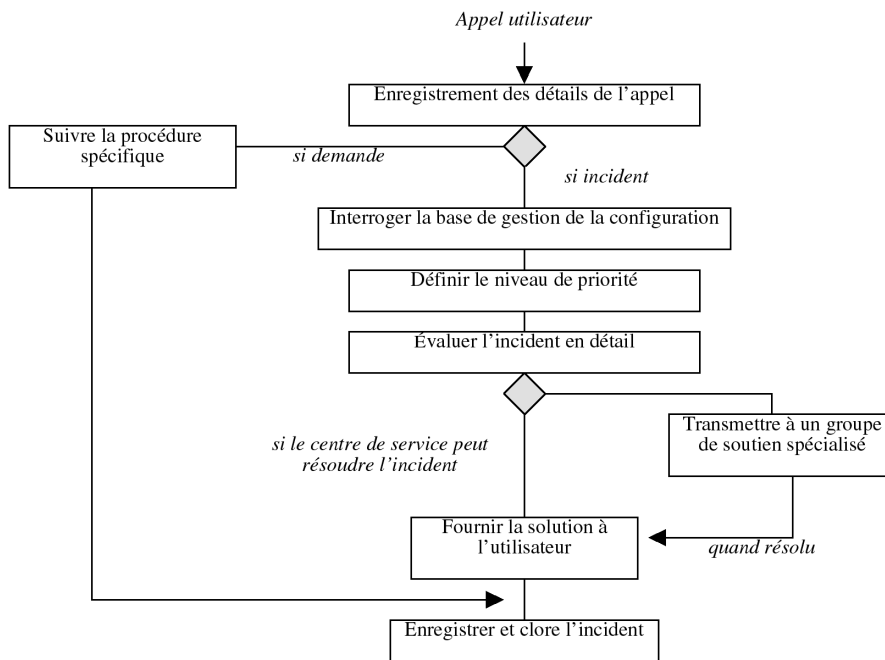 Appel utilisateur
Enregistrement des détails de l’appel
Suivre la procédure
spécifique
si demande
si incident
Interroger la base de gestion de la configuration
Définir le niveau de priorité
Évaluer l’incident en détail
Transmettre à un groupe
de soutien spécialisé
si le centre de service peut
résoudre l’incident
Fournir la solution à
l’utilisateur
quand résolu
Enregistrer et clore l’incident